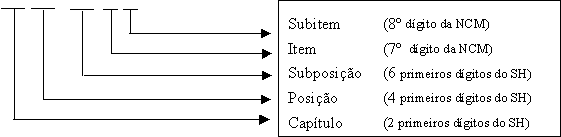 Subitem (8º dígito da NCM)
Item (7º dígito da NCM)
Subposição (6 primeiros dígitos do SH)
Posição (4 primeiros dígitos do SH)
Capítulo (2 primeiros dígitos do SH)